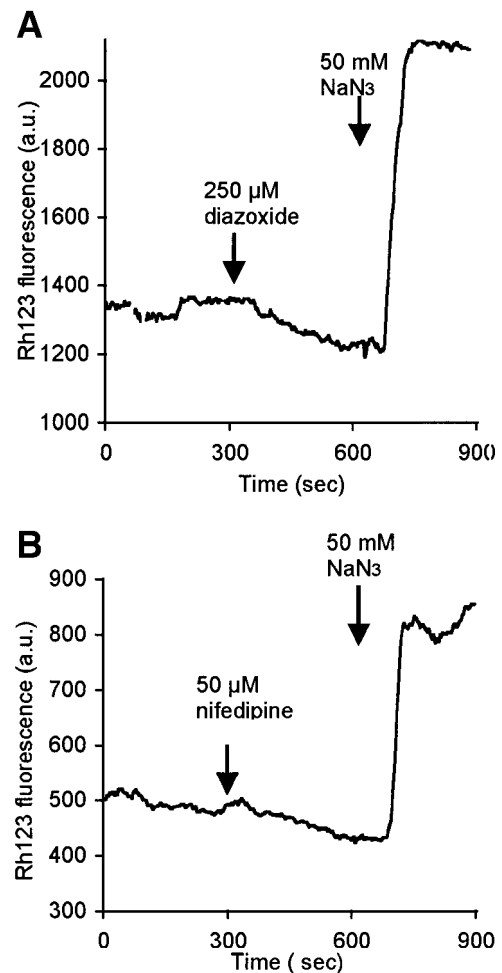 A
Rh123 fluorescence (a.u.)
2000
1800
1600
1400
1200
1000
50 mM
NaN3
250 µM
diazoxide
0
300
600
900
Time (sec)
B
Rh123 fluorescence (a.u.)
900
800
700
600
500
400
300
50 mM
NaN3
50 µM
nifedipine
0
300
600
900
Time ( sec)